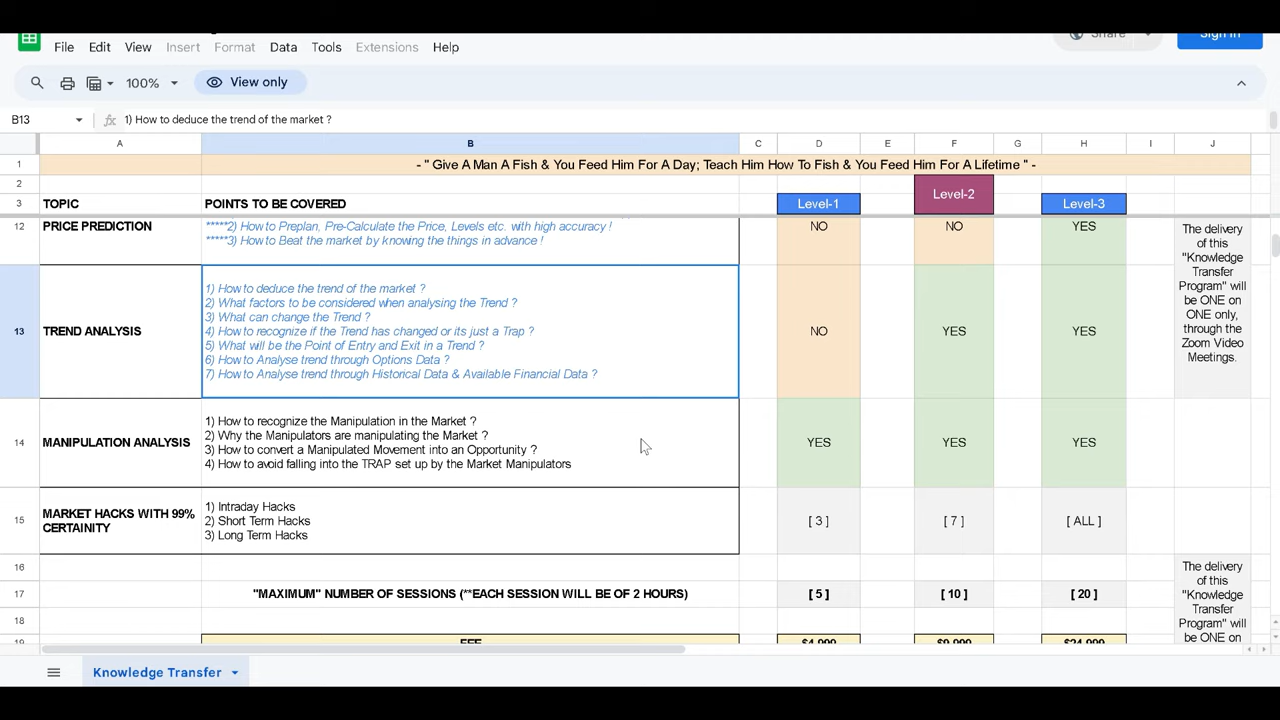 Share
Sign in
File Edit View Insert Format Data Tools Extensions Help
100% View only
B13 fx 1) How to deduce the trend of the market ?
A B C D E F G H I J
1 - " Give A Man A Fish & You Feed Him For A Day; Teach Him How To Fish & You Feed Him For A Lifetime " -
2
3 TOPIC POINTS TO BE COVERED Level-1 Level-2 Level-3
12 PRICE PREDICTION
*****2) How to Preplan, Pre-Calculate the Price, Levels etc. with high accuracy !
*****3) How to Beat the market by knowing the things in advance !
NO NO YES
The delivery
of this
"Knowledge
Transfer
Program" will
be ONE on
ONE only,
through the
Zoom Video
Meetings.
13 TREND ANALYSIS
1) How to deduce the trend of the market ?
2) What factors to be considered when analysing the Trend ?
3) What can change the Trend ?
4) How to recognize if the Trend has changed or its just a Trap ?
5) What will be the Point of Entry and Exit in a Trend ?
6) How to Analyse trend through Options Data ?
7) How to Analyse trend through Historical Data & Available Financial Data ?
NO YES YES
14 MANIPULATION ANALYSIS
1) How to recognize the Manipulation in the Market ?
2) Why the Manipulators are manipulating the Market ?
3) How to convert a Manipulated Movement into an Opportunity ?
4) How to avoid falling into the TRAP set up by the Market Manipulators
YES YES YES
15 MARKET HACKS WITH 99%
CERTAINITY
1) Intraday Hacks
2) Short Term Hacks
3) Long Term Hacks
[ 3 ] [ 7 ] [ ALL ]
16
17 "MAXIMUM" NUMBER OF SESSIONS (**EACH SESSION WILL BE OF 2 HOURS) [ 5 ] [ 10 ] [ 20 ]
18
The delivery
of this
"Knowledge
Transfer
Program" will
be ONE on
19 FEE $4,999 $9,999 $24,999
Knowledge Transfer